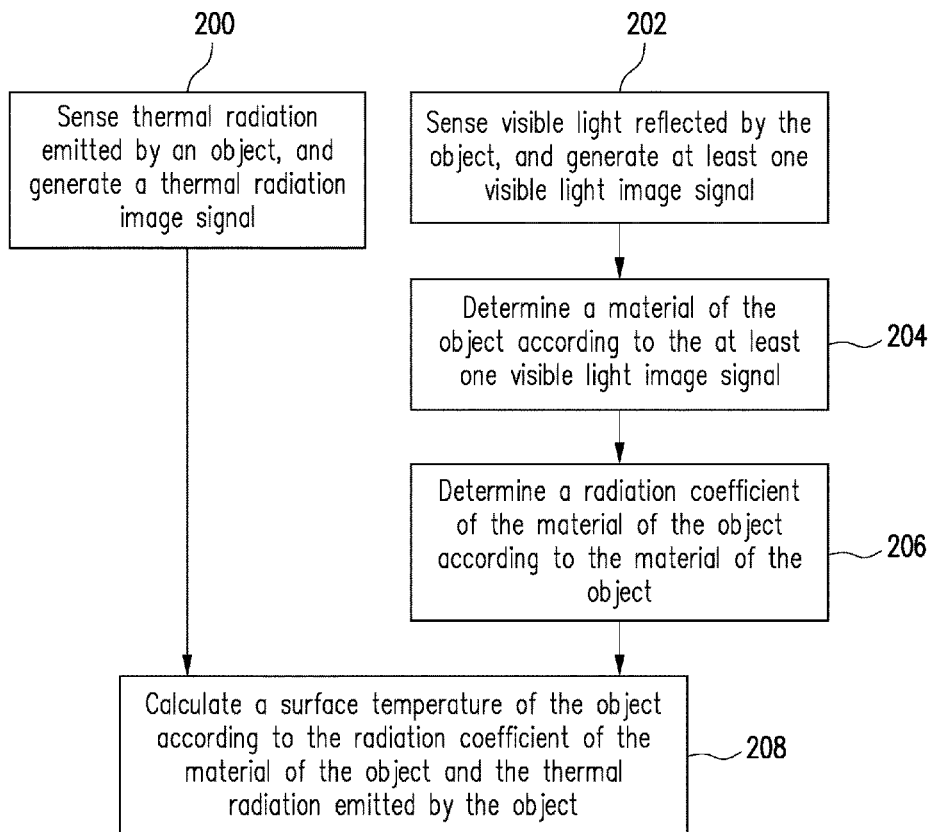 200
Sense thermal radiation
emitted by an object, and
generate a thermal radiation
image signal
202
Sense visible light reflected by the
object, and generate at least one
visible light image signal
Determine a material of the
object according to the at least
one visible light image signal
204
Determine a radiation coefficient
of the material of the object
according to the material of the
object
206
Calculate a surface temperature of the object
according to the radiation coefficient of the
material of the object and the thermal
radiation emitted by the object
208